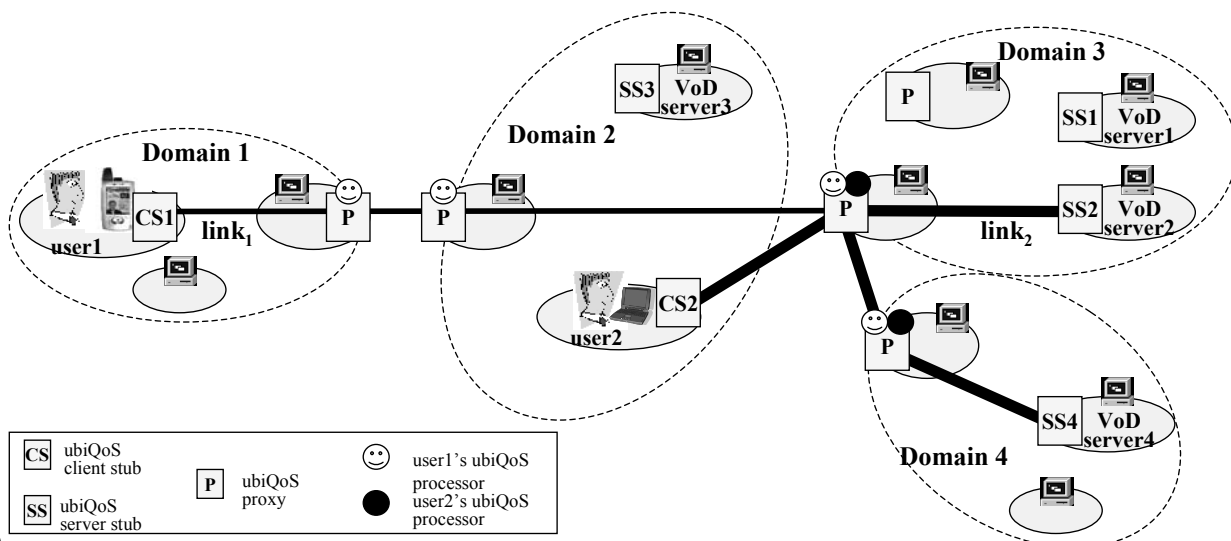 Domain 1
user1
CS1
link1
P
Domain 2
SS3
VoD
server3
P
user2
CS2
Domain 3
P
SS1
VoD
server1
P
link2
SS2
VoD
server2
P
SS4
VoD
server4
Domain 4
CS
ubiQoS
client stub
SS
ubiQoS
server stub
P
ubiQoS
proxy
user1's ubiQoS
processor
user2's ubiQoS
processor